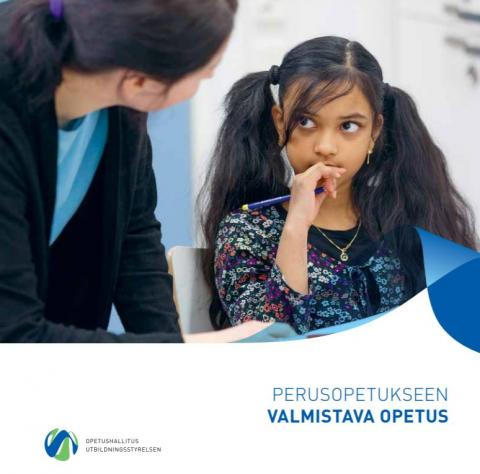 PERUSOPETUKSEEN
VALMISTAVA OPETUS
OPETUSHALLITUS
UTBILDNINGSSTYRELSEN